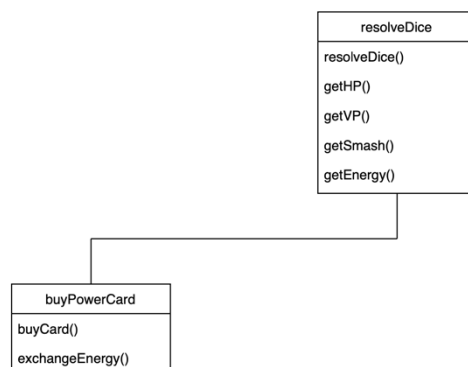 resolveDice
resolveDice()
getHP()
getVP()
getSmash()
getEnergy()
buyPowerCard
buyCard()
exchangeEnergy()